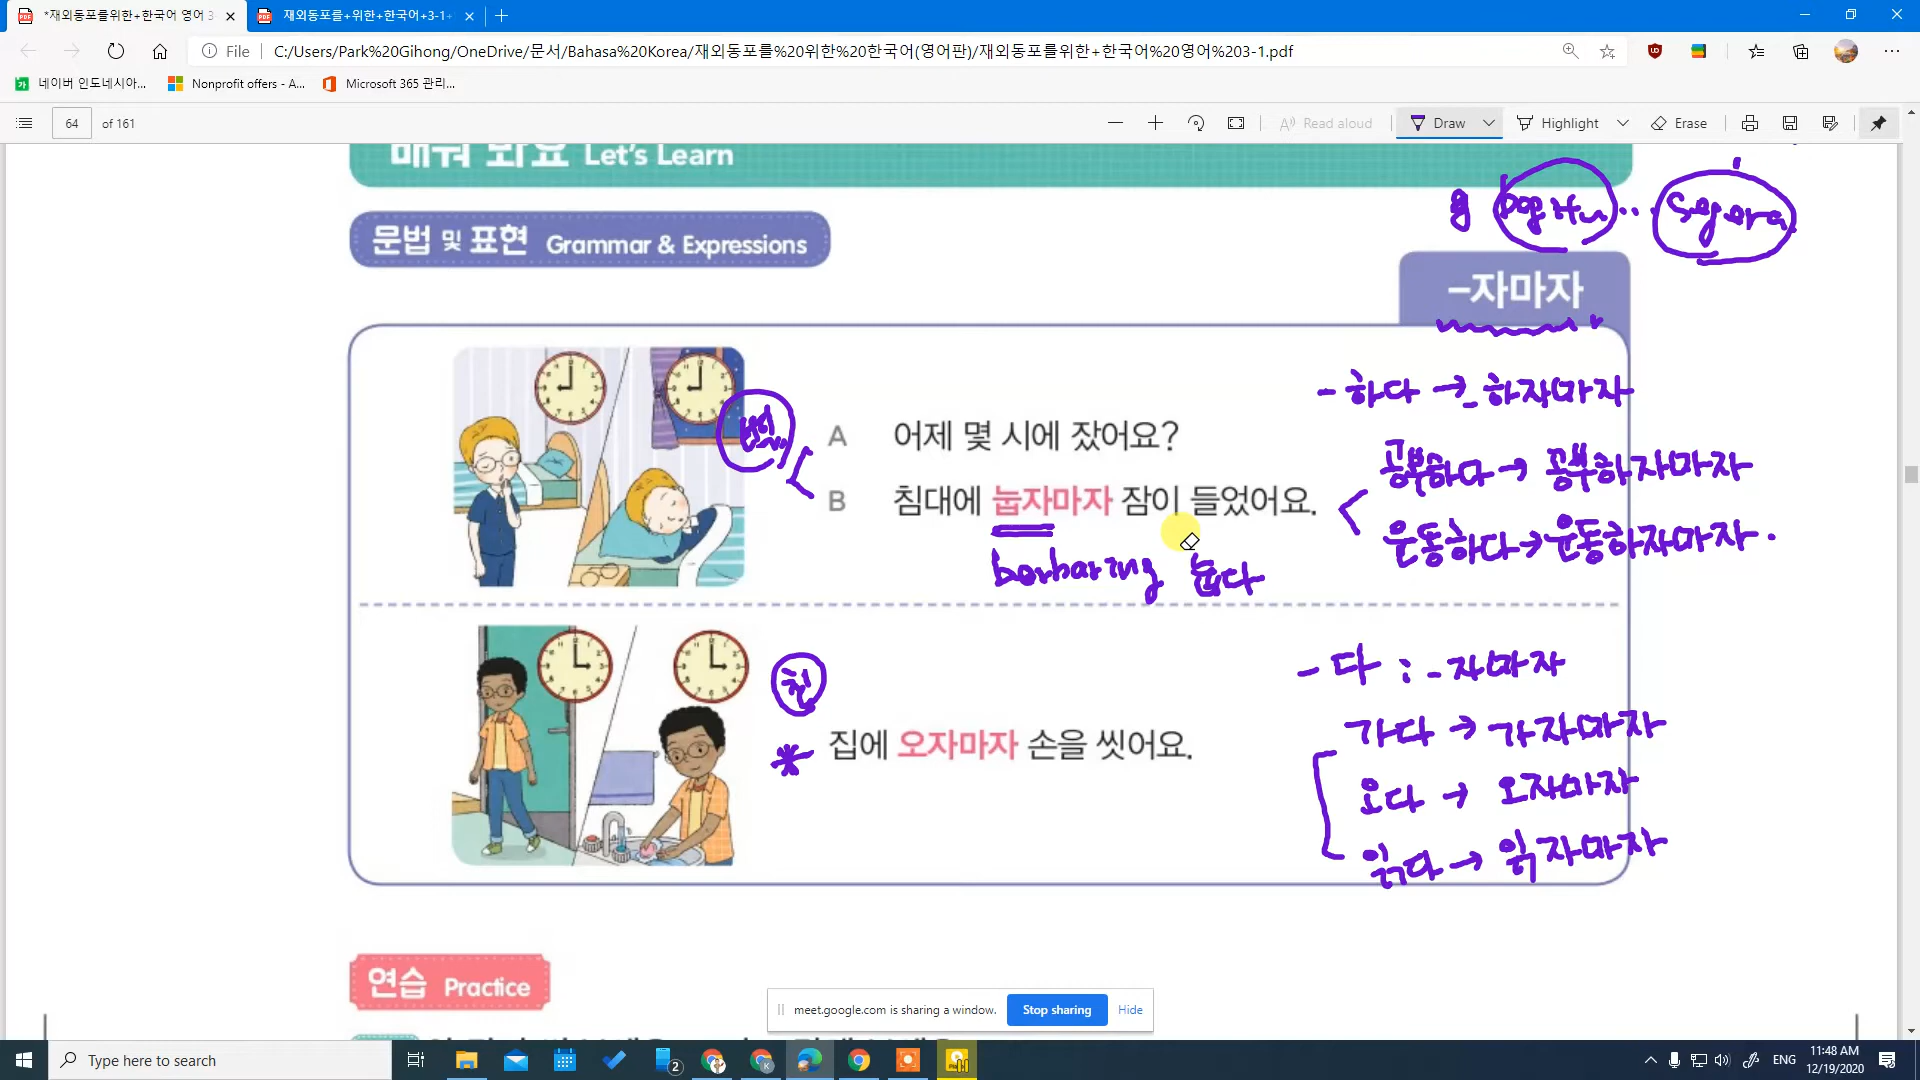 *재외동포를위한+한국어 영어 3
재외동포를+위한+한국어+3-1+
File
C:/Users/Park%20Gihong/OneDrive/문서/Bahasa%20Korea/재외동포를%20위한%20한국어(영어판)/재외동포를위한+한국어%20영어%203-1.pdf
네이버 인도네시아...
Nonprofit offers - A...
Microsoft 365 관리...
64 of 161
Read aloud
Draw
Highlight
Erase
배워 봐요 Let's Learn
begitu... segera
문법 및 표현 Grammar & Expressions
-자마자
-하다 → -하자마자
A 어제 몇 시에 잤어요?
공부하다 → 공부하자마자
B 침대에 눕자마자 잠이 들었어요.
운동하다 → 운동하자마자.
berbaring 눕다
-다 : -자마자
가다 → 가자마자
집에 오자마자 손을 씻어요.
오다 → 오자마자
읽다 → 읽자마자
연습 Practice
meet.google.com is sharing a window.
Stop sharing
Hide
Type here to search
2
ENG
11:48 AM
12/19/2020